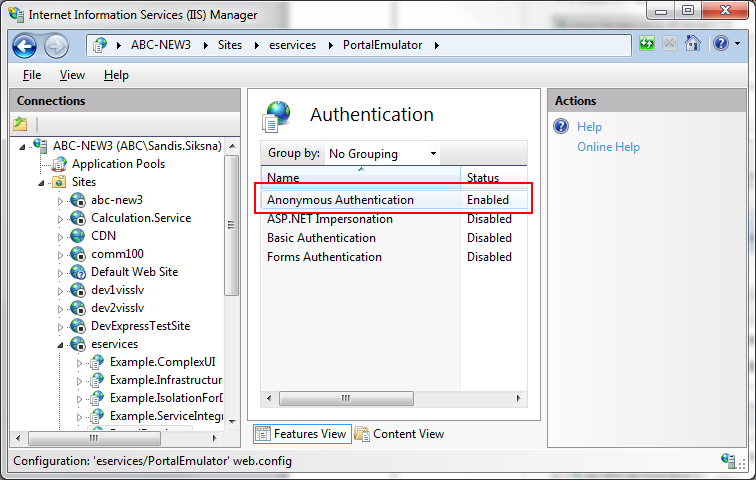 Internet Information Services (IIS) Manager
ABC-NEW3 Sites eservices PortalEmulator
File View Help
Connections
ABC-NEW3 (ABC\Sandis.Siksna)
Application Pools
Sites
abc-new3
Calculation.Service
CDN
comm100
Default Web Site
dev1visslv
dev2visslv
DevExpressTestSite
eservices
Example.ComplexUI
Example.Infrastructure
Example.IsolationForD
Example.ServiceIntegr
Authentication
Group by: No Grouping
Name Status
Anonymous Authentication Enabled
ASP.NET Impersonation Disabled
Basic Authentication Disabled
Forms Authentication Disabled
Features View Content View
Actions
Help
Online Help
Configuration: 'eservices/PortalEmulator' web.config